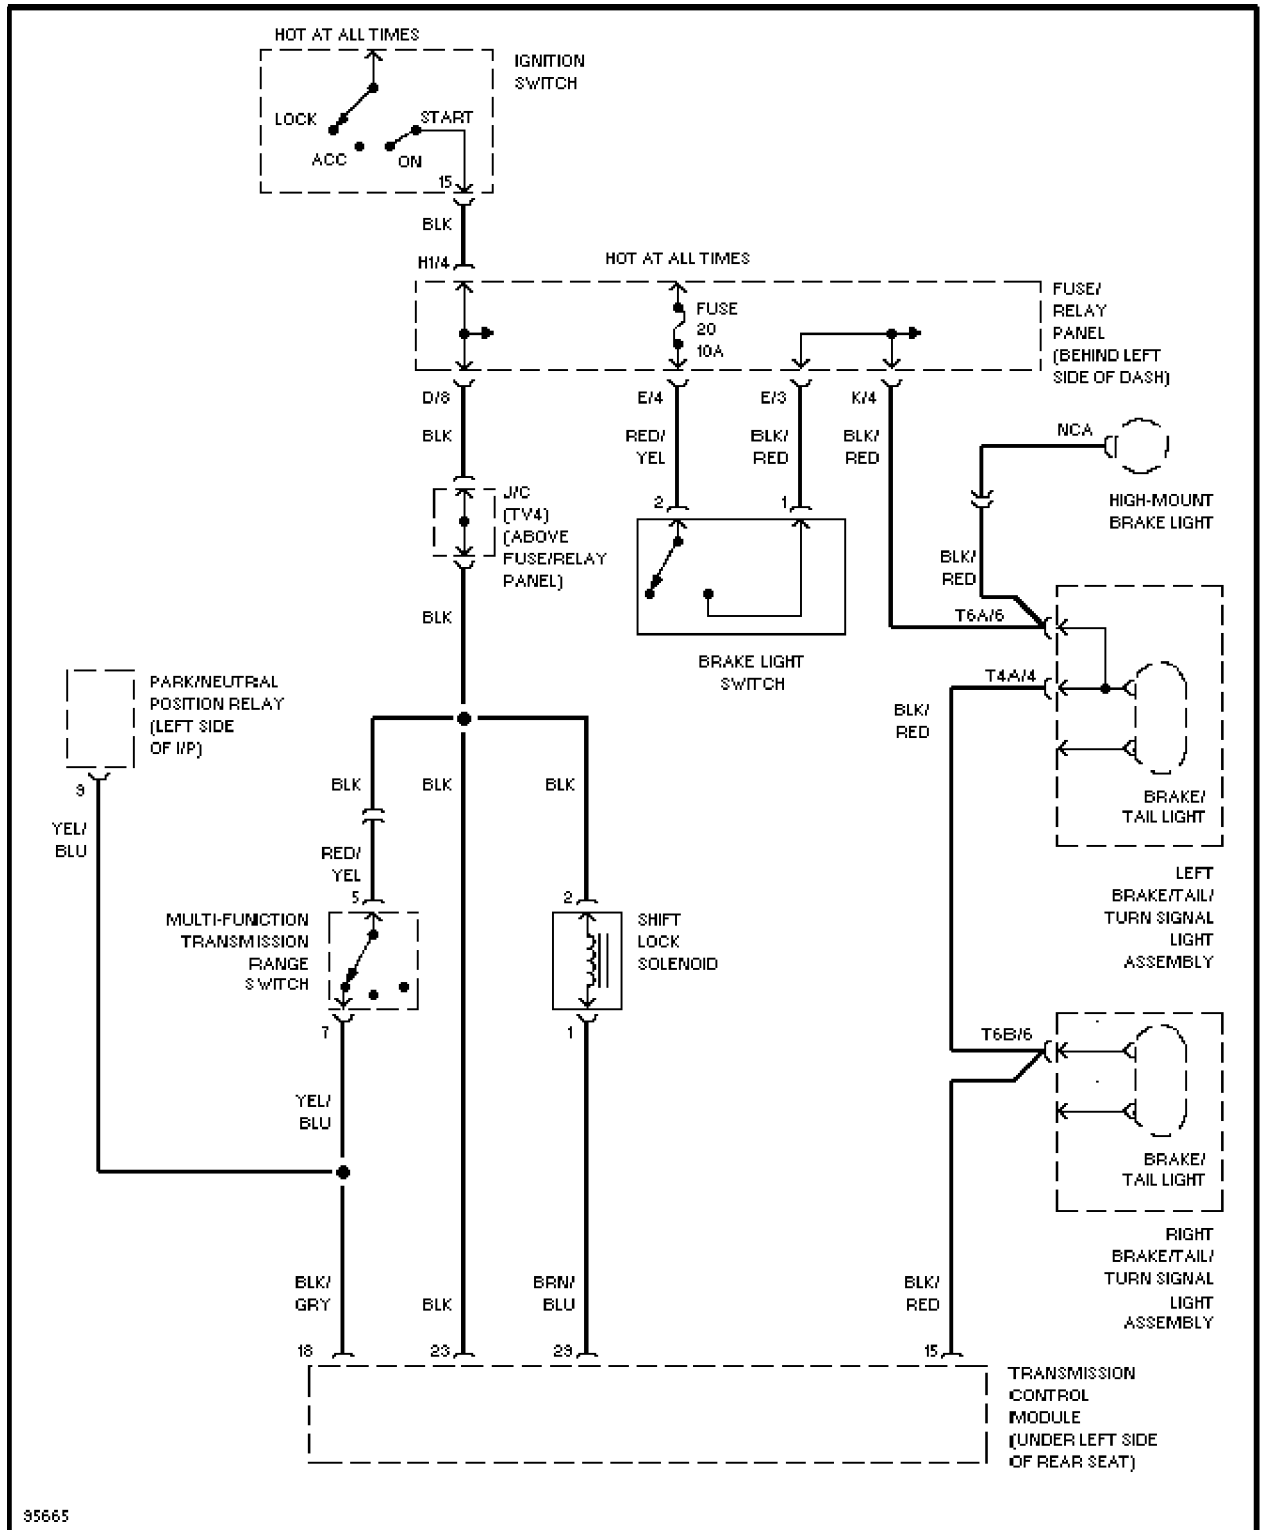 HOT AT ALL TIMES
IGNITION
SWITCH
LOCK
START
ACC
ON
15
BLK
H1/4
HOT AT ALL TIMES
FUSE
20
10A
FUSE/
RELAY
PANEL
(BEHIND LEFT
SIDE OF DASH)
D/8
E/4
E/3
K/4
BLK
RED/
YEL
BLK/
RED
BLK/
RED
NCA
HIGH-MOUNT
BRAKE LIGHT
J/C
(TV4)
(ABOVE
FUSE/RELAY
PANEL)
2
1
BLK/
RED
BLK
T6A/6
BRAKE LIGHT
SWITCH
T4A/4
BLK/
RED
PARK/NEUTRAL
POSITION RELAY
(LEFT SIDE
OF I/P)
9
BLK
BLK
BLK
BRAKE/
TAIL LIGHT
YEL/
BLU
RED/
YEL
5
2
LEFT
BRAKE/TAIL/
TURN SIGNAL
LIGHT
ASSEMBLY
MULTI-FUNCTION
TRANSMISSION
RANGE
SWITCH
SHIFT
LOCK
SOLENOID
7
1
T6B/6
YEL/
BLU
BRAKE/
TAIL LIGHT
RIGHT
BRAKE/TAIL/
TURN SIGNAL
LIGHT
ASSEMBLY
BLK/
GRY
BLK
BRN/
BLU
BLK/
RED
18
23
29
15
TRANSMISSION
CONTROL
MODULE
(UNDER LEFT SIDE
OF REAR SEAT)
95665